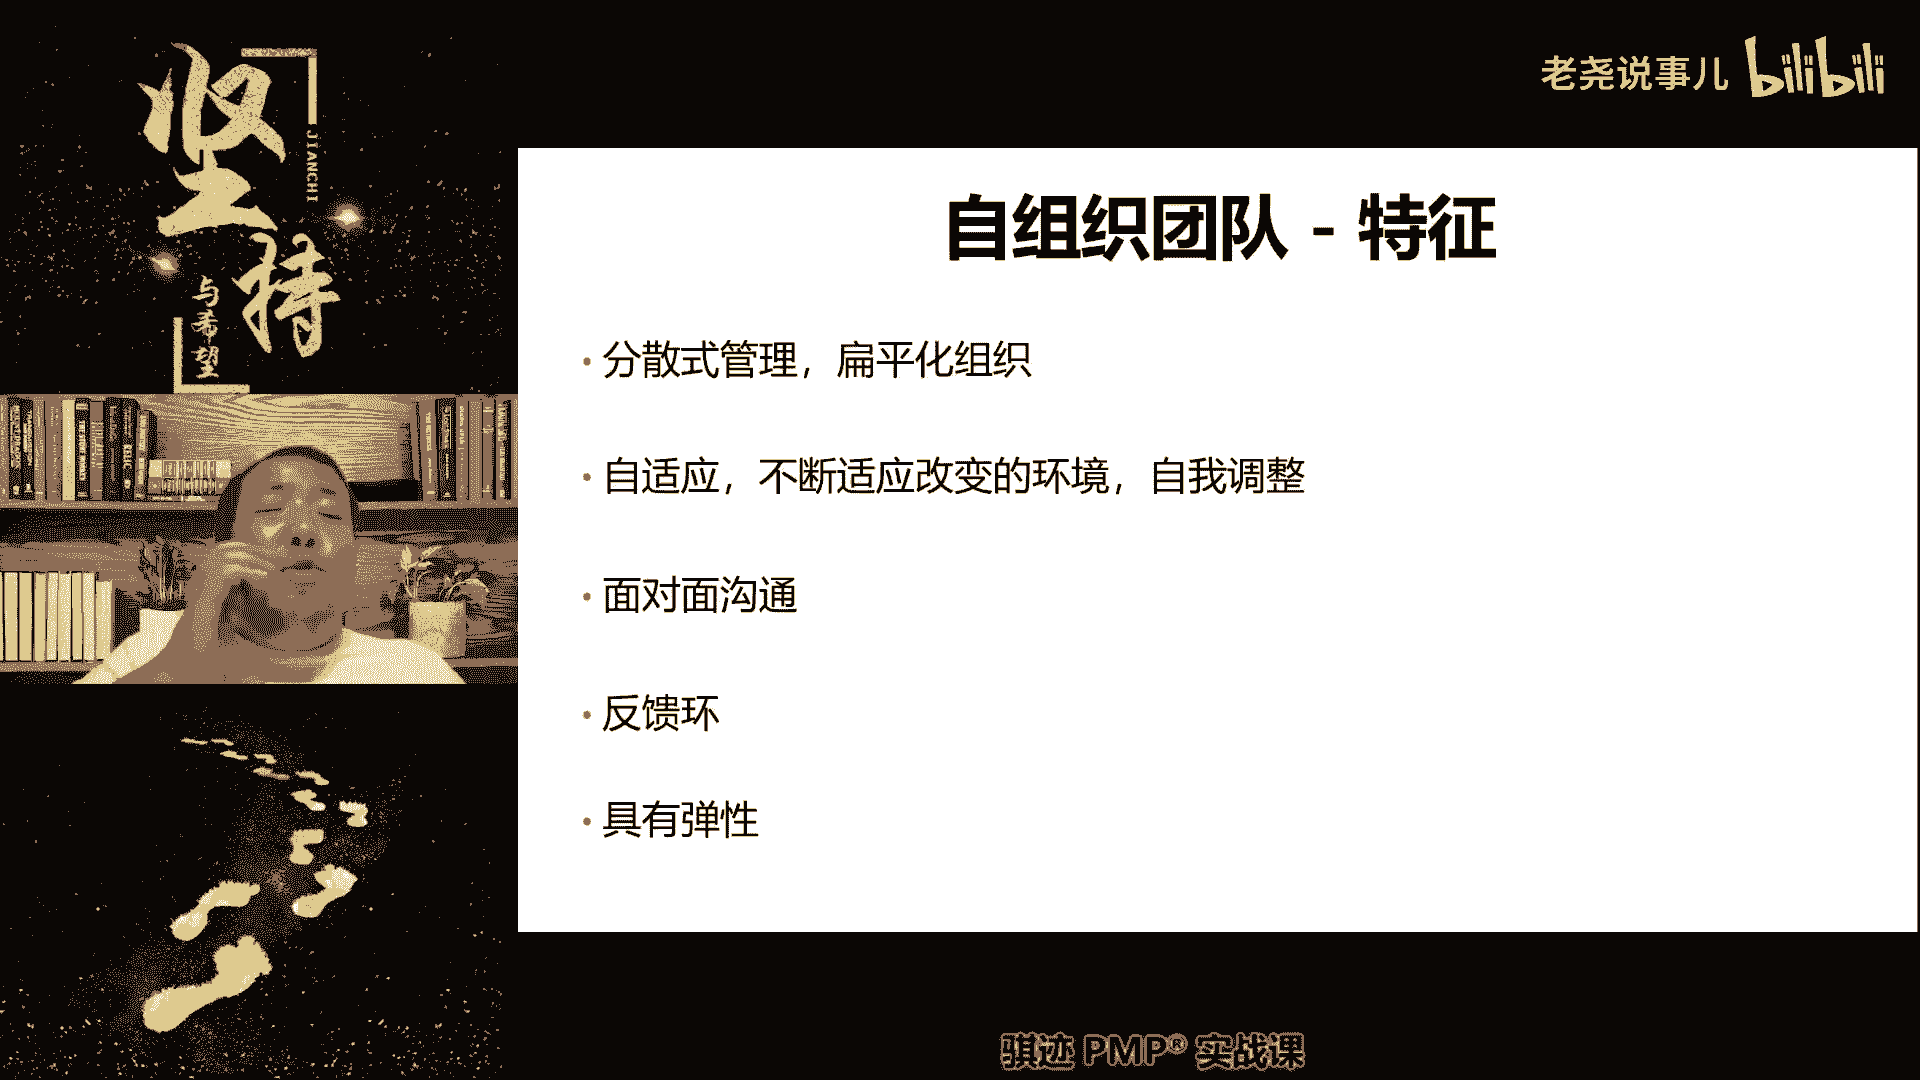 坚持
JIANCHI
与希望
老尧说事儿 bilibili
自组织团队 - 特征
• 分散式管理，扁平化组织
• 自适应，不断适应改变的环境，自我调整
• 面对面沟通
• 反馈环
• 具有弹性
骐迹 PMP® 实战课